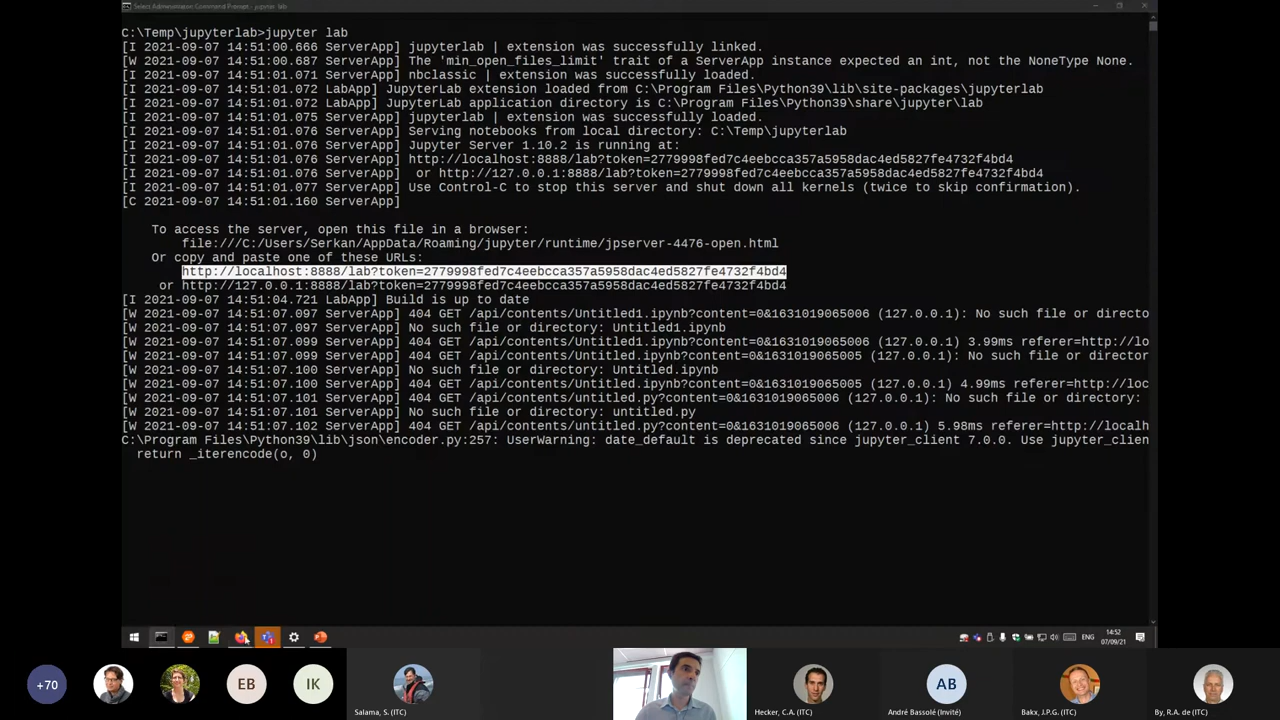 Select Administrator: Command Prompt - jupyter lab
C:\Temp\jupyterlab>jupyter lab
[I 2021-09-07 14:51:00.666 ServerApp] jupyterlab | extension was successfully linked.
[W 2021-09-07 14:51:00.687 ServerApp] The 'min_open_files_limit' trait of a ServerApp instance expected an int, not the NoneType None.
[I 2021-09-07 14:51:01.071 ServerApp] nbclassic | extension was successfully loaded.
[I 2021-09-07 14:51:01.072 LabApp] JupyterLab extension loaded from C:\Program Files\Python39\lib\site-packages\jupyterlab
[I 2021-09-07 14:51:01.072 LabApp] JupyterLab application directory is C:\Program Files\Python39\share\jupyter\lab
[I 2021-09-07 14:51:01.075 ServerApp] jupyterlab | extension was successfully loaded.
[I 2021-09-07 14:51:01.076 ServerApp] Serving notebooks from local directory: C:\Temp\jupyterlab
[I 2021-09-07 14:51:01.076 ServerApp] Jupyter Server 1.10.2 is running at:
[I 2021-09-07 14:51:01.076 ServerApp] http://localhost:8888/lab?token=2779998fed7c4eebcca357a5958dac4ed5827fe4732f4bd4
[I 2021-09-07 14:51:01.076 ServerApp]  or http://127.0.0.1:8888/lab?token=2779998fed7c4eebcca357a5958dac4ed5827fe4732f4bd4
[I 2021-09-07 14:51:01.077 ServerApp] Use Control-C to stop this server and shut down all kernels (twice to skip confirmation).
[C 2021-09-07 14:51:01.160 ServerApp]
To access the server, open this file in a browser:
file:///C:/Users/Serkan/AppData/Roaming/jupyter/runtime/jpserver-4476-open.html
Or copy and paste one of these URLs:
http://localhost:8888/lab?token=2779998fed7c4eebcca357a5958dac4ed5827fe4732f4bd4
or http://127.0.0.1:8888/lab?token=2779998fed7c4eebcca357a5958dac4ed5827fe4732f4bd4
[I 2021-09-07 14:51:04.721 LabApp] Build is up to date
[W 2021-09-07 14:51:07.097 ServerApp] 404 GET /api/contents/Untitled1.ipynb?content=0&1631019065006 (127.0.0.1): No such file or directo
[W 2021-09-07 14:51:07.099 ServerApp] No such file or directory: Untitled1.ipynb
[W 2021-09-07 14:51:07.099 ServerApp] 404 GET /api/contents/Untitled1.ipynb?content=0&1631019065006 (127.0.0.1) 3.99ms referer=http://lo
[W 2021-09-07 14:51:07.099 ServerApp] 404 GET /api/contents/Untitled.ipynb?content=0&1631019065005 (127.0.0.1): No such file or director
[W 2021-09-07 14:51:07.100 ServerApp] No such file or directory: Untitled.ipynb
[W 2021-09-07 14:51:07.100 ServerApp] 404 GET /api/contents/Untitled.ipynb?content=0&1631019065005 (127.0.0.1) 4.99ms referer=http://loc
[W 2021-09-07 14:51:07.101 ServerApp] 404 GET /api/contents/untitled.py?content=0&1631019065006 (127.0.0.1): No such file or directory:
[W 2021-09-07 14:51:07.101 ServerApp] No such file or directory: untitled.py
[W 2021-09-07 14:51:07.102 ServerApp] 404 GET /api/contents/untitled.py?content=0&1631019065006 (127.0.0.1) 5.98ms referer=http://localh
C:\Program Files\Python39\lib\json\encoder.py:257: UserWarning: date_default is deprecated since jupyter_client 7.0.0. Use jupyter_clien
return _iterencode(o, 0)
ENG
14:52
07/09/21
+70
EB
IK
AB
Salama, S. (ITC)
Hecker, C.A. (ITC)
André Bassolé (Invité)
Bakx, J.P.G. (ITC)
By, R.A. de (ITC)